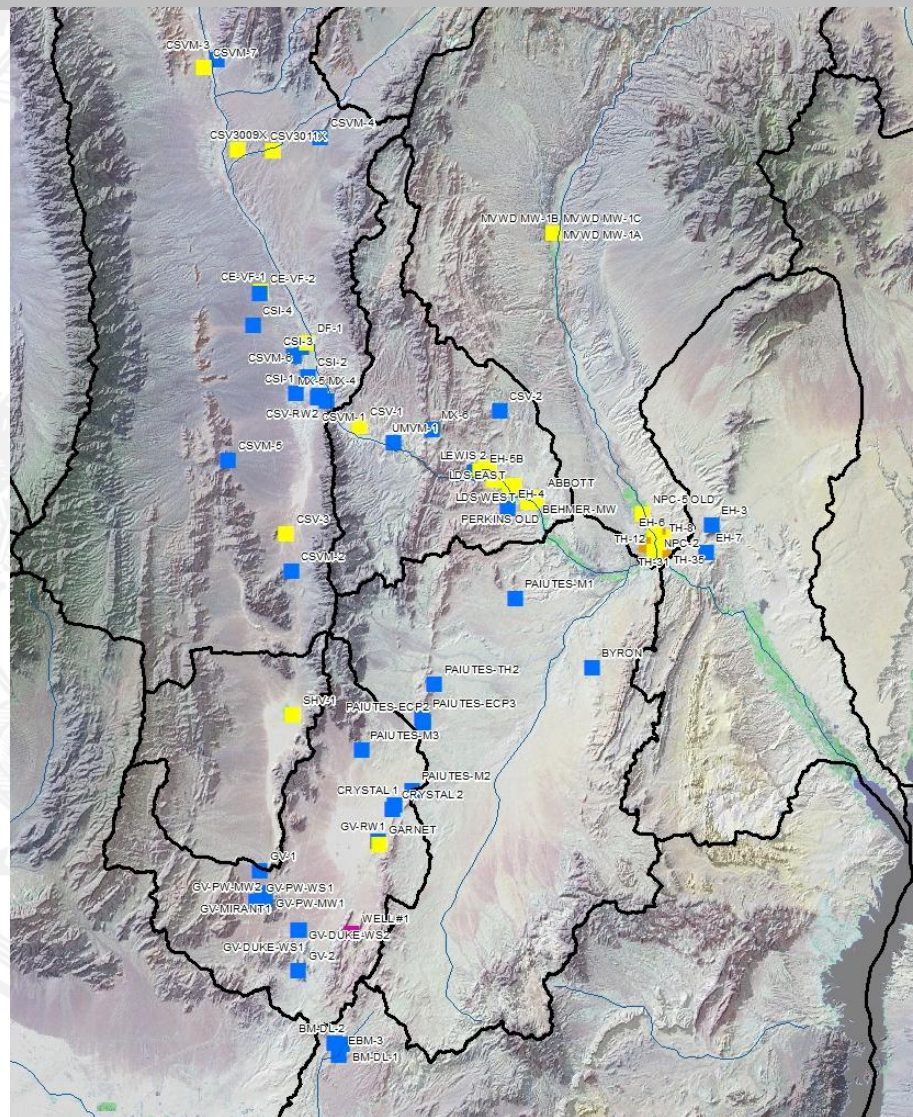 CSVM-3
CSVM-7
CSVM-4
CSV3009X
CSV3011X
MVWD MW-1B
MVWD MW-1C
MVWD MW-1A
CE-VF-1
CE-VF-2
CSI-4
DF-1
CSI-3
CSVM-6
CSI-2
CSI-1
MX-5
MX-4
CSV-RW2
CSVM-1
CSV-1
CSV-2
MX-6
UMVM-1
CSVM-5
LEWIS 2
EH-5B
LDS EAST
ABBOTT
LDS WEST
EH-4
BEHMER-MW
PERKINS OLD
NPC-5 OLD
EH-3
EH-6
TH-8
TH-12
NPC-2
EH-7
TH-31
TH-35
CSV-3
CSVM-2
PAIUTES-M1
BYRON
PAIUTES-TH2
SHV-1
PAIUTES-ECP2
PAIUTES-ECP3
PAIUTES-M3
PAIUTES-M2
CRYSTAL 1
CRYSTAL 2
GV-RW1
GARNET
GV-1
GV-PW-MW2
GV-PW-WS1
GV-MIRANT1
GV-PW-MW1
WELL #1
GV-DUKE-WS2
GV-DUKE-WS1
GV-2
BM-DL-2
EBM-3
BM-DL-1